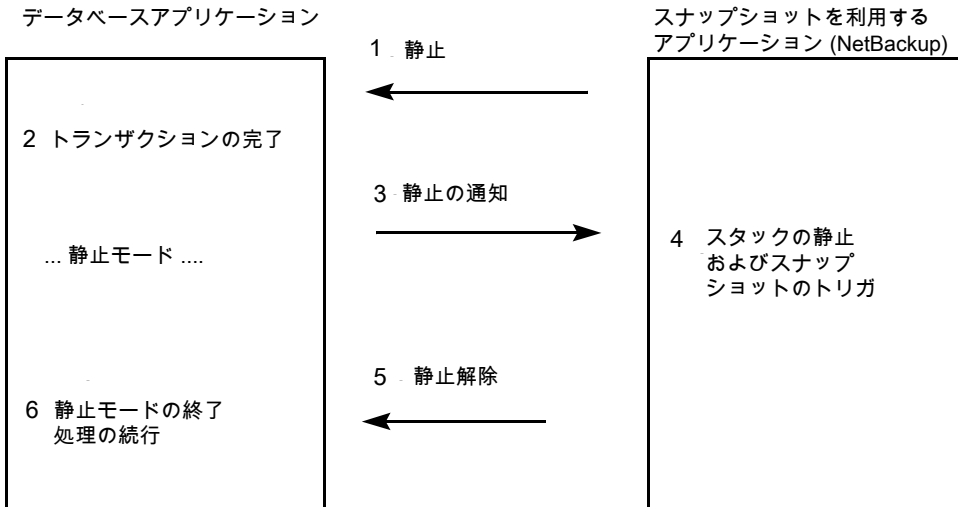 データベースアプリケーション
スナップショットを利用する
アプリケーション (NetBackup)
1 静止
2 トランザクションの完了
3 静止の通知
... 静止モード ....
4 スタックの静止
およびスナップ
ショットのトリガ
5 静止解除
6 静止モードの終了
処理の続行